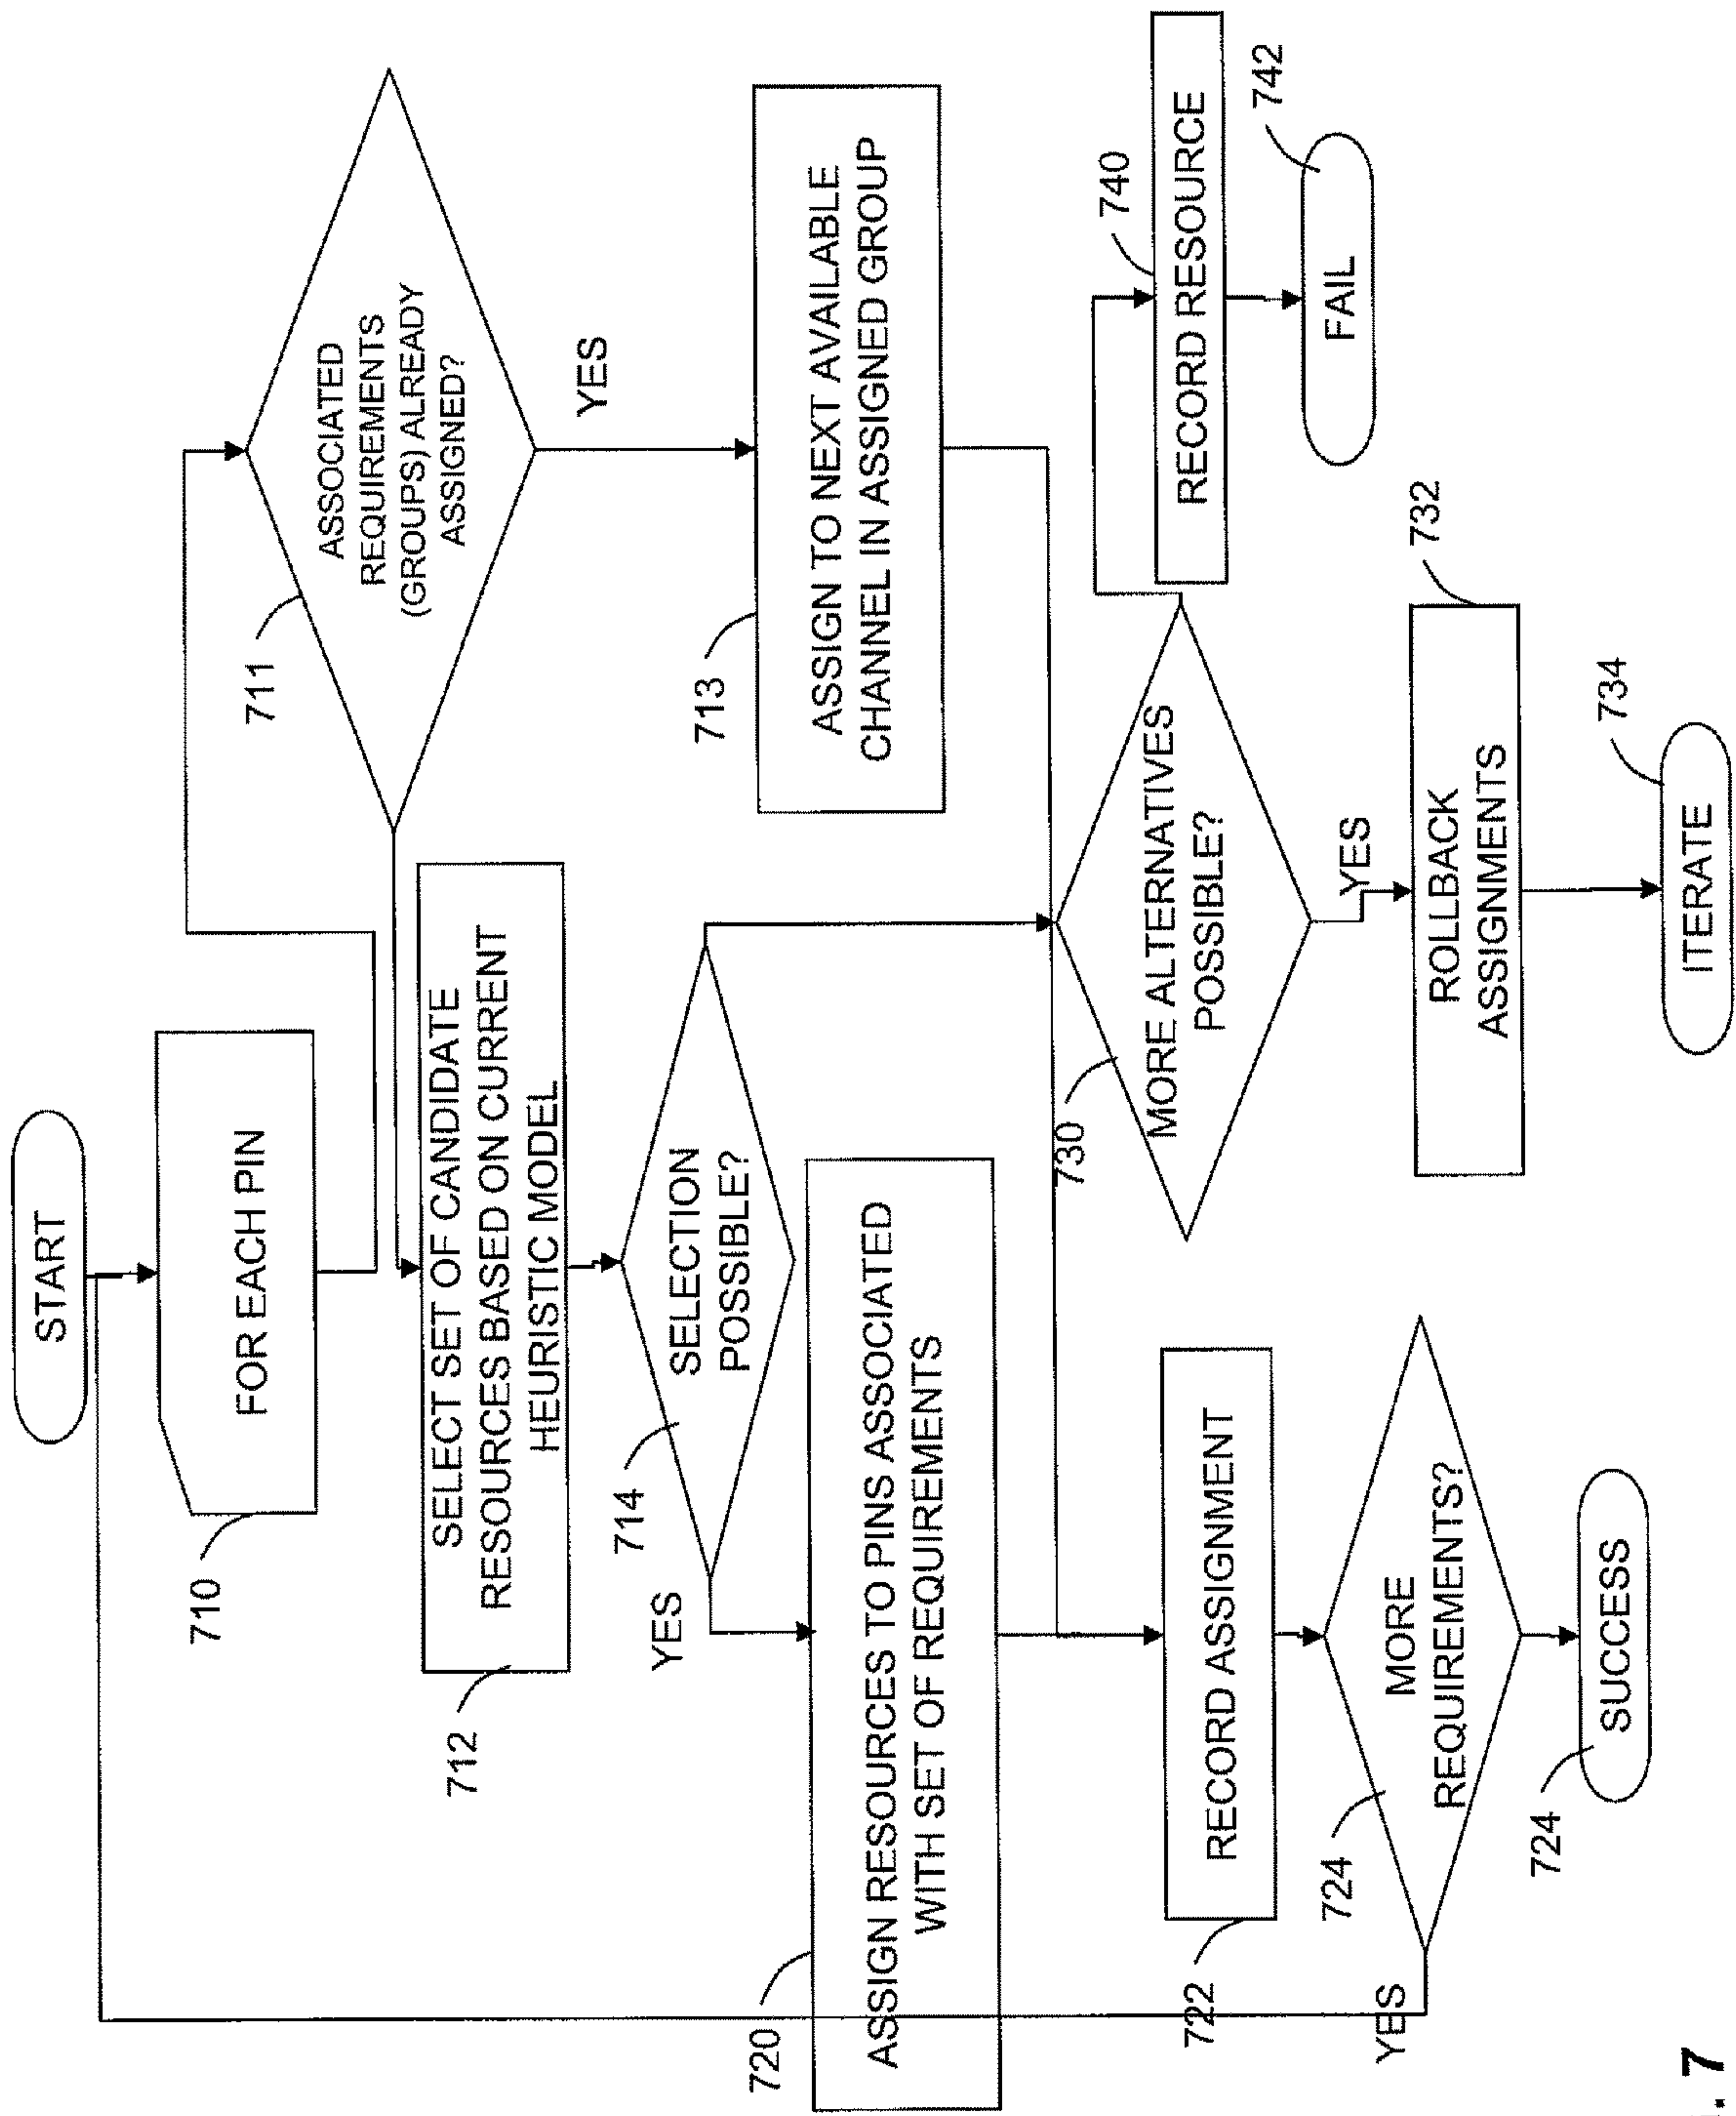 START
FOR EACH PIN
710
ASSOCIATED
REQUIREMENTS
(GROUPS) ALREADY
ASSIGNED?
711
YES
SELECT SET OF CANDIDATE
RESOURCES BASED ON CURRENT
HEURISTIC MODEL
712
ASSIGN TO NEXT AVAILABLE
CHANNEL IN ASSIGNED GROUP
713
SELECTION
POSSIBLE?
714
YES
ASSIGN RESOURCES TO PINS ASSOCIATED
WITH SET OF REQUIREMENTS
720
MORE ALTERNATIVES
POSSIBLE?
730
YES
RECORD RESOURCE
740
FAIL
742
RECORD ASSIGNMENT
722
ROLLBACK
ASSIGNMENTS
732
MORE
REQUIREMENTS?
724
YES
SUCCESS
724
ITERATE
734
. 7